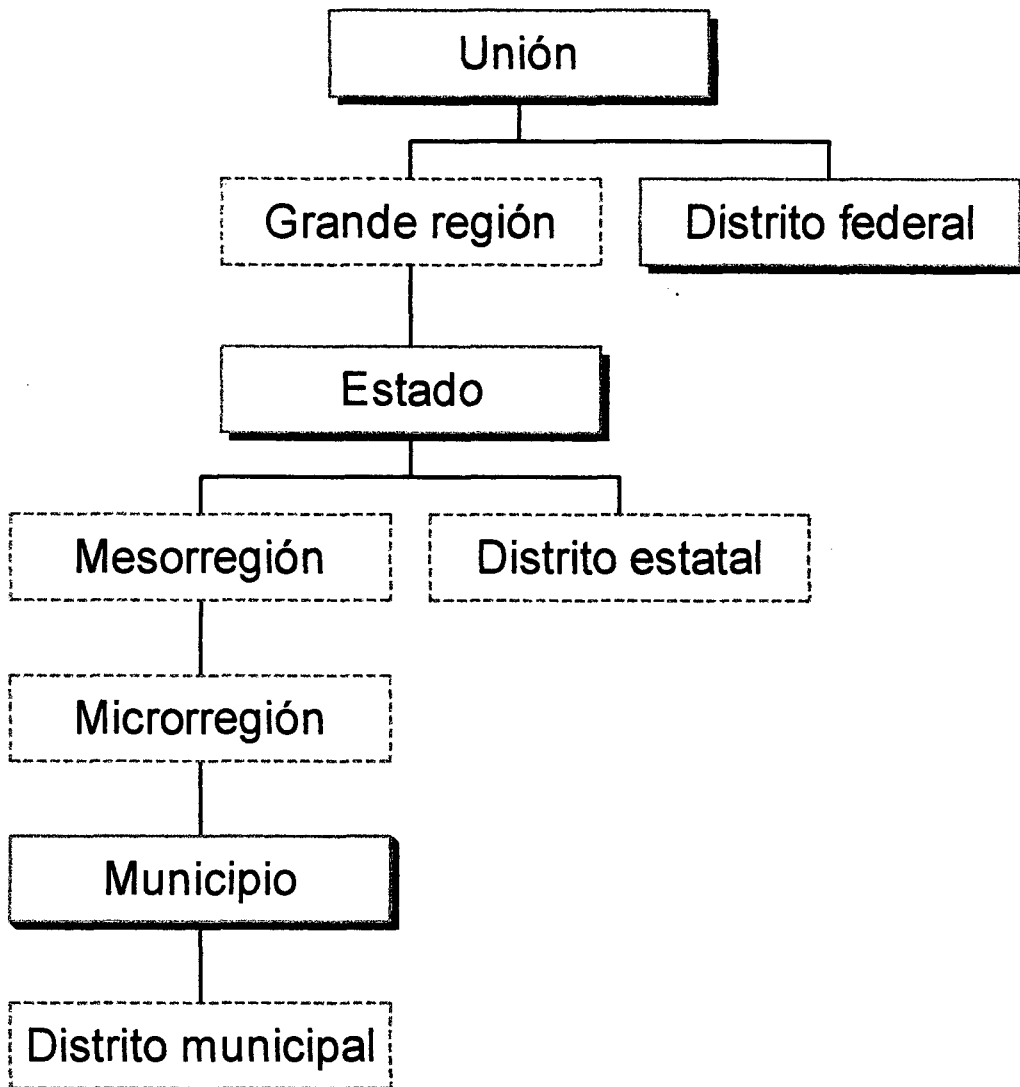 Unión
Grande región
Distrito federal
Estado
Mesorregión
Distrito estatal
Microrregión
Municipio
Distrito municipal